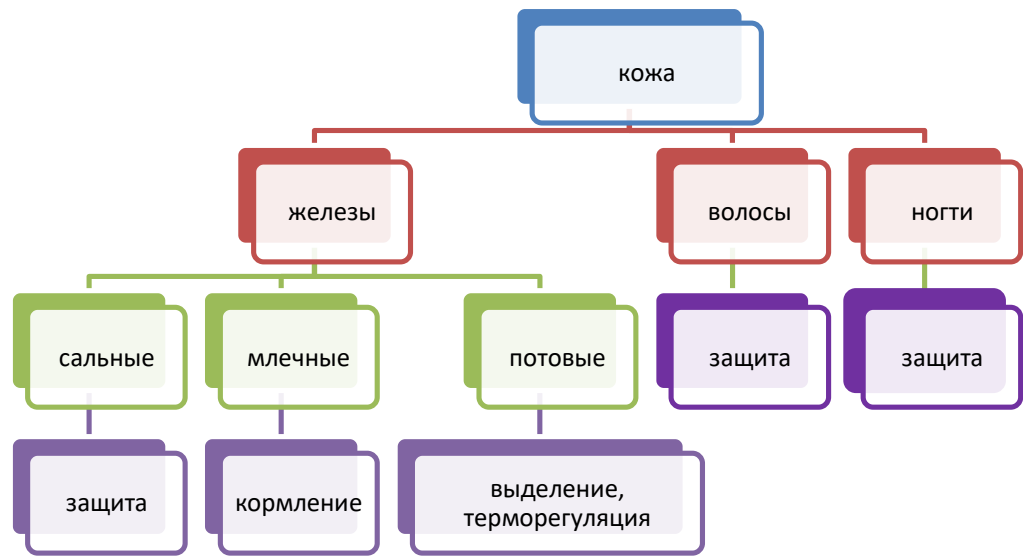 кожа
железы
волосы
ногти
сальные
млечные
потовые
защита
защита
защита
кормление
выделение,
терморегуляция